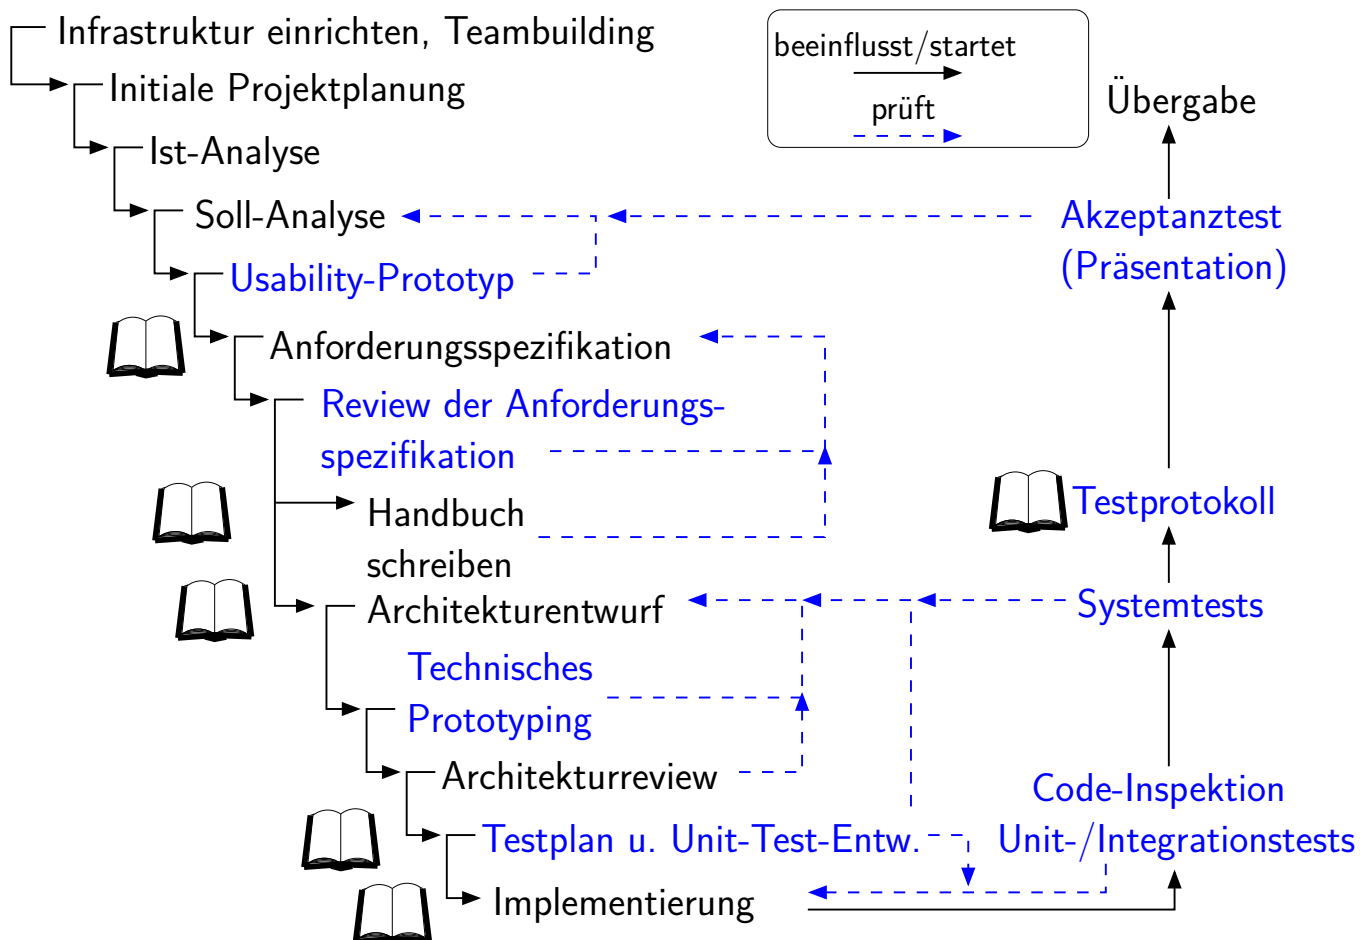 Infrastruktur einrichten, Teambuilding
Initiale Projektplanung
Ist-Analyse
Soll-Analyse
Usability-Prototyp
Anforderungsspezifikation
Review der Anforderungs-
spezifikation
Handbuch
schreiben
Architekturentwurf
Technisches
Prototyping
Architekturreview
Testplan u. Unit-Test-Entw.
Implementierung
beeinflusst/startet
prüft
Übergabe
Akzeptanztest
(Präsentation)
Testprotokoll
Systemtests
Code-Inspektion
Unit-/Integrationstests